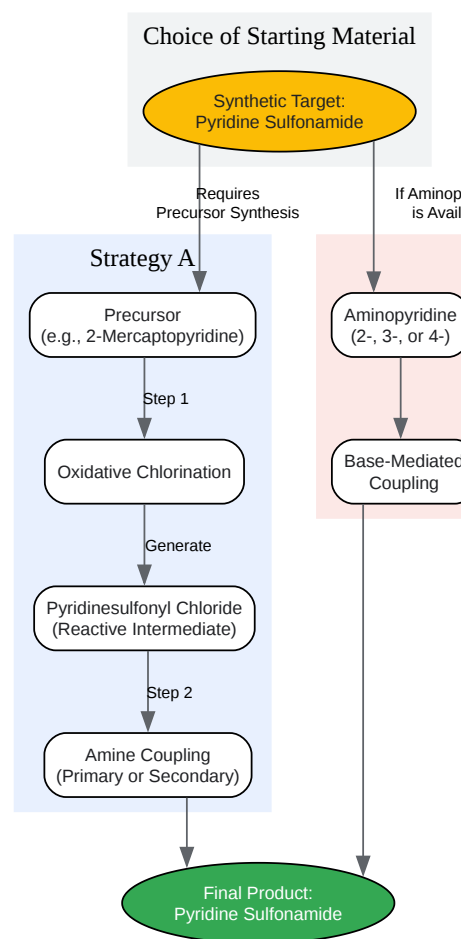 Choice of Starting Material
Synthetic Target:
Pyridine Sulfonamide
Requires
Precursor Synthesis
If
is
Strategy A
Precursor
(e.g., 2-Mercaptopyridine)
Step 1
Oxidative Chlorination
Generate
Pyridinesulfonyl Chloride
(Reactive Intermediate)
Step 2
Amine Coupling
(Primary or Secondary)
Aminopyridine
(2-, 3-, or 4-)
Base-Mediated
Coupling
Final Product:
Pyridine Sulfonamide